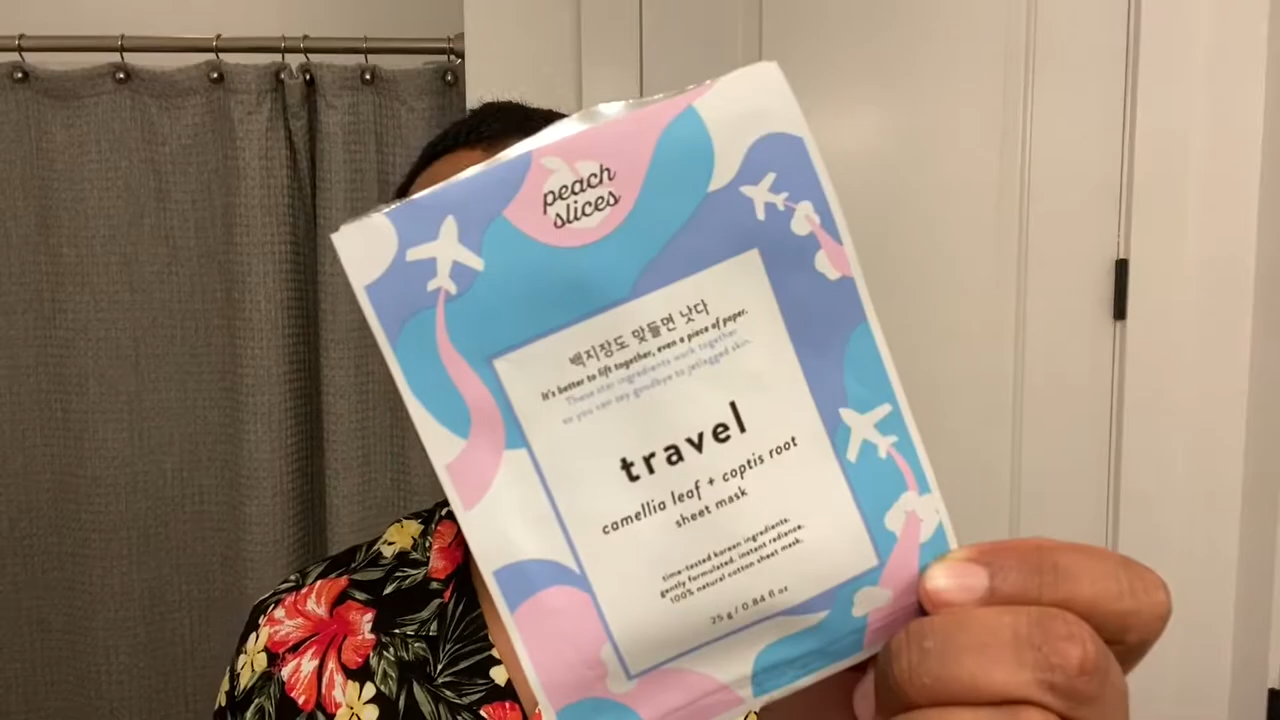 peach
slices
백지장도 맞들면 낫다
It's better to lift together, even a piece of paper.
These star ingredients work together
so you can say goodbye to jetlagged skin.
travel
camellia leaf + coptis root
sheet mask
time-tested korean ingredients.
gently formulated. instant radiance.
100% natural cotton sheet mask.
25 g / 0.84 fl oz